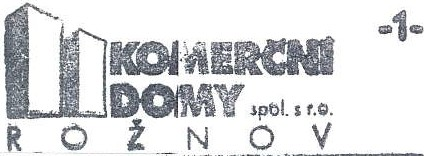 -1-
KOMERČNÍ
DOMY spol. s r.o.
ROŽNOV